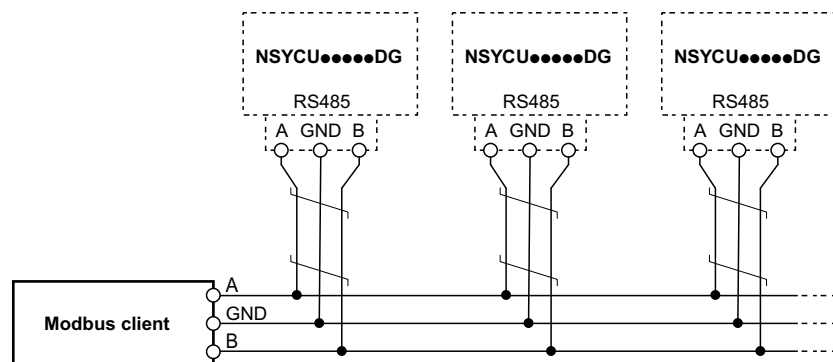 NSYCU●●●●●DG NSYCU●●●●●DG NSYCU●●●●●DG
RS485 RS485 RS485
A GND B A GND B A GND B
A
GND
Modbus client
B